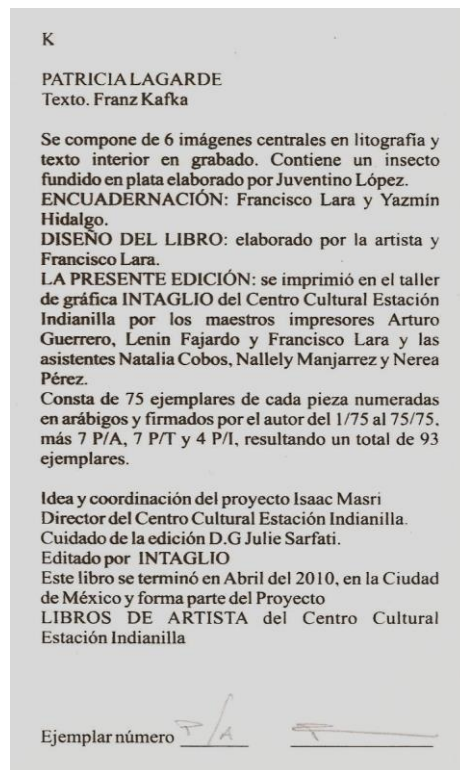 K
PATRICIA LAGARDE
Texto. Franz Kafka
Se compone de 6 imágenes centrales en litografía y
texto interior en grabado. Contiene un insecto
fundido en plata elaborado por Juventino López.
ENCUADERNACIÓN: Francisco Lara y Yazmín
Hidalgo.
DISEÑO DEL LIBRO: elaborado por la artista y
Francisco Lara.
LA PRESENTE EDICIÓN: se imprimió en el taller
de gráfica INTAGLIO del Centro Cultural Estación
Indianilla por los maestros impresores Arturo
Guerrero, Lenin Fajardo y Francisco Lara y las
asistentes Natalia Cobos, Nallely Manjarrez y Nerea
Pérez.
Consta de 75 ejemplares de cada pieza numeradas
en arábigos y firmados por el autor del 1/75 al 75/75,
más 7 P/A, 7 P/T y 4 P/I, resultando un total de 93
ejemplares.
Idea y coordinación del proyecto Isaac Masri
Director del Centro Cultural Estación Indianilla.
Cuidado de la edición D.G Julie Sarfati.
Editado por INTAGLIO
Este libro se terminó en Abril del 2010, en la Ciudad
de México y forma parte del Proyecto
LIBROS DE ARTISTA del Centro Cultural
Estación Indianilla
Ejemplar número P/A